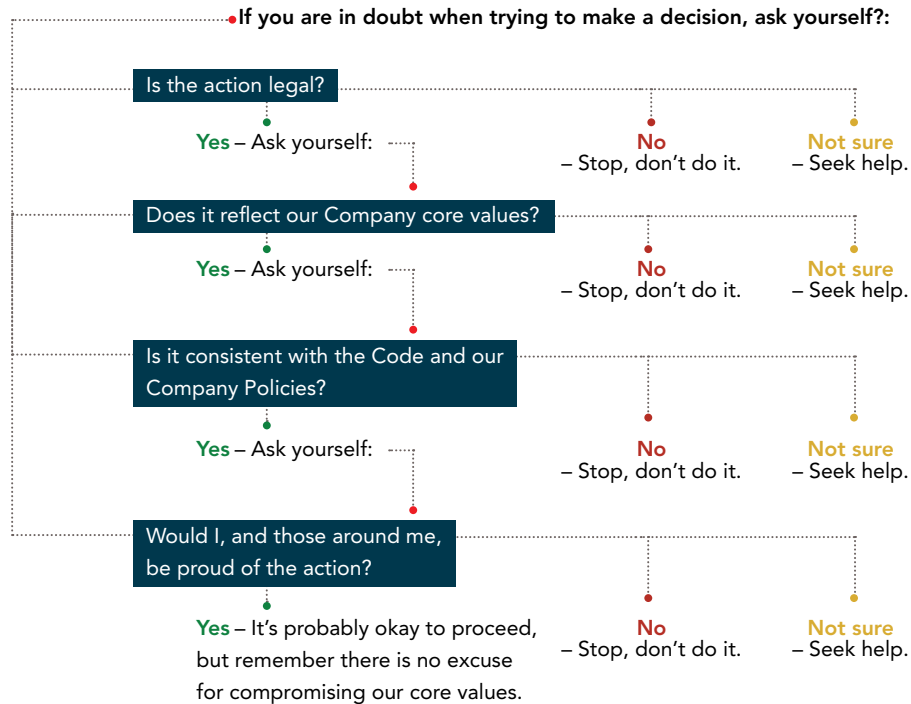 If you are in doubt when trying to make a decision, ask yourself?:
Is the action legal?
Yes – Ask yourself:
No
– Stop, don't do it.
Not sure
– Seek help.
Does it reflect our Company core values?
Yes – Ask yourself:
No
– Stop, don't do it.
Not sure
– Seek help.
Is it consistent with the Code and our
Company Policies?
Yes – Ask yourself:
No
– Stop, don't do it.
Not sure
– Seek help.
Would I, and those around me,
be proud of the action?
Yes – It's probably okay to proceed,
but remember there is no excuse
for compromising our core values.
No
– Stop, don't do it.
Not sure
– Seek help.